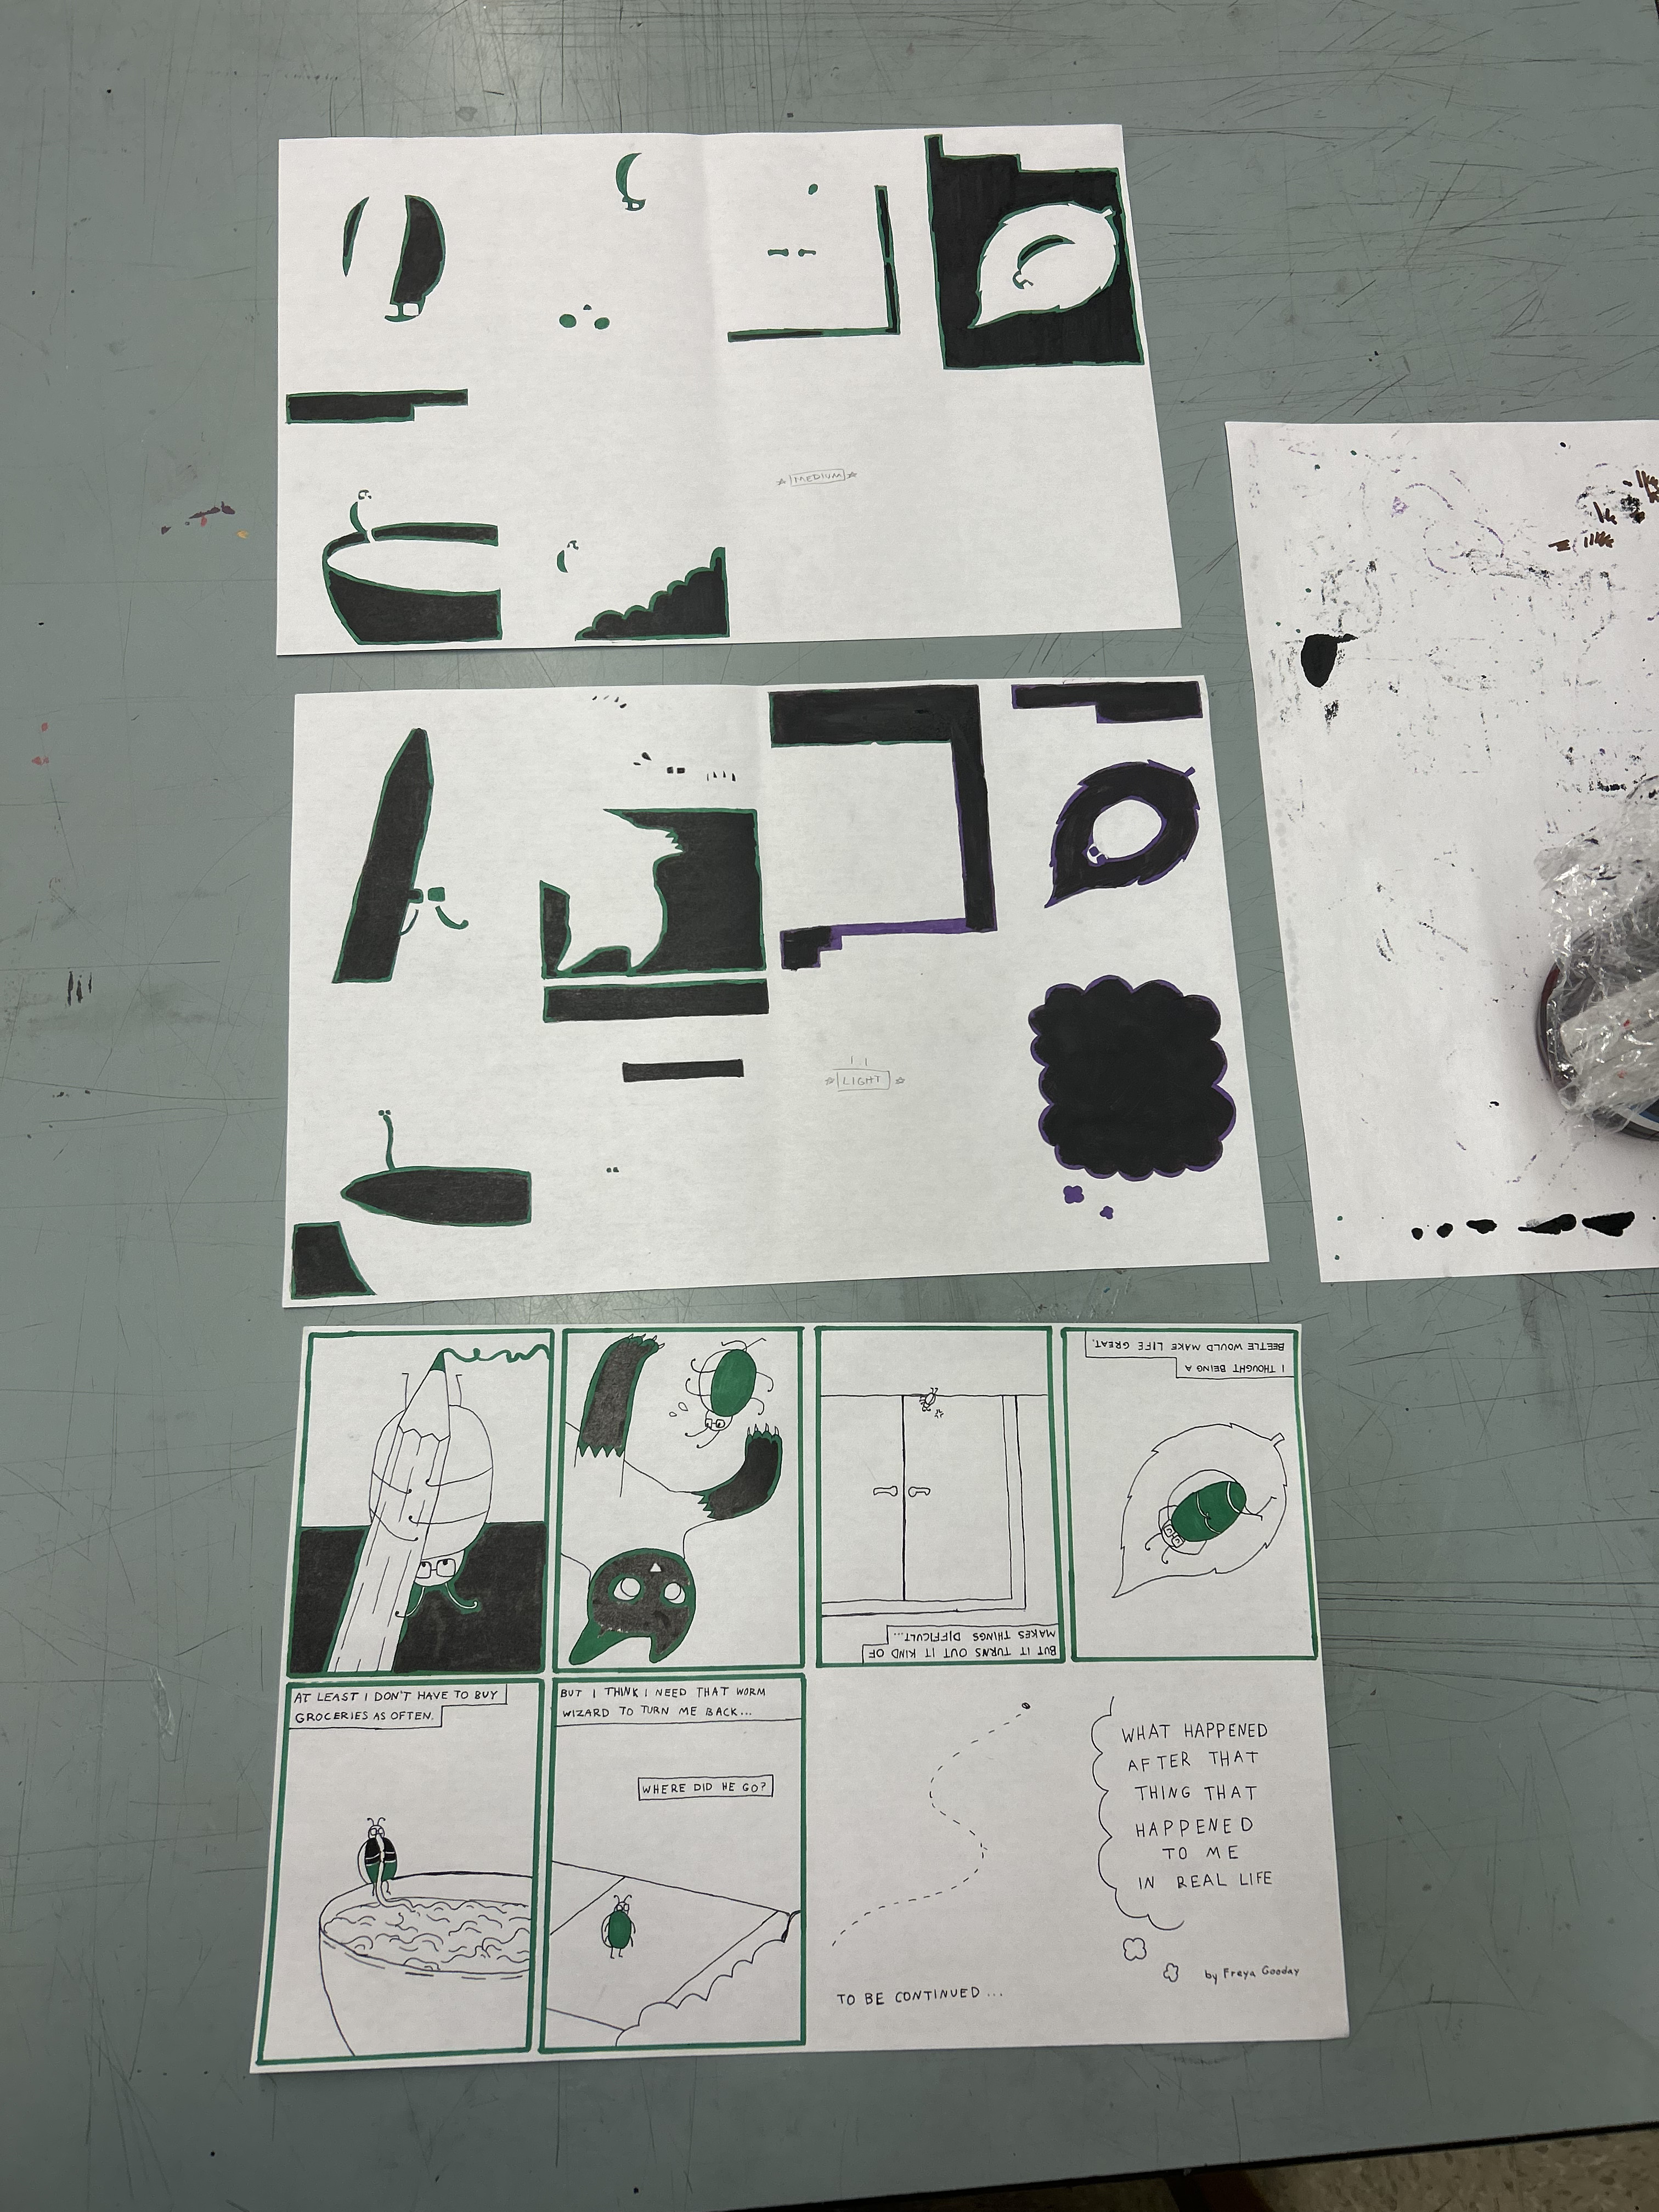 MEDIUM
LIGHT
I THOUGHT BEING A
BEETLE WOULD MAKE LIFE GREAT.
BUT IT TURNS OUT IT KIND OF
MAKES THINGS DIFFICULT...
AT LEAST I DON'T HAVE TO BUY
GROCERIES AS OFTEN.
BUT I THINK I NEED THAT WORM
WIZARD TO TURN ME BACK...
WHERE DID HE GO?
TO BE CONTINUED...
WHAT HAPPENED
AFTER THAT
THING THAT
HAPPENED
TO ME
IN REAL LIFE
by Freya Gooday